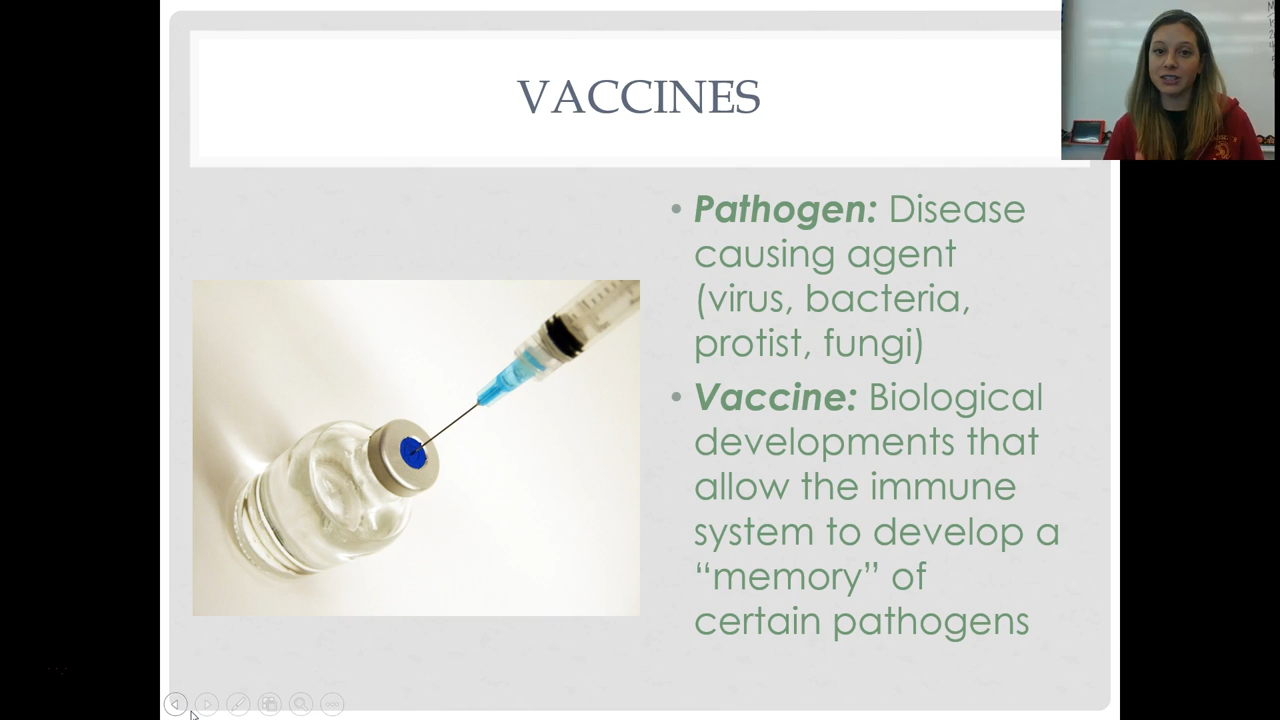 VACCINES
• Pathogen: Disease
causing agent
(virus, bacteria,
protist, fungi)
• Vaccine: Biological
developments that
allow the immune
system to develop a
“memory” of
certain pathogens